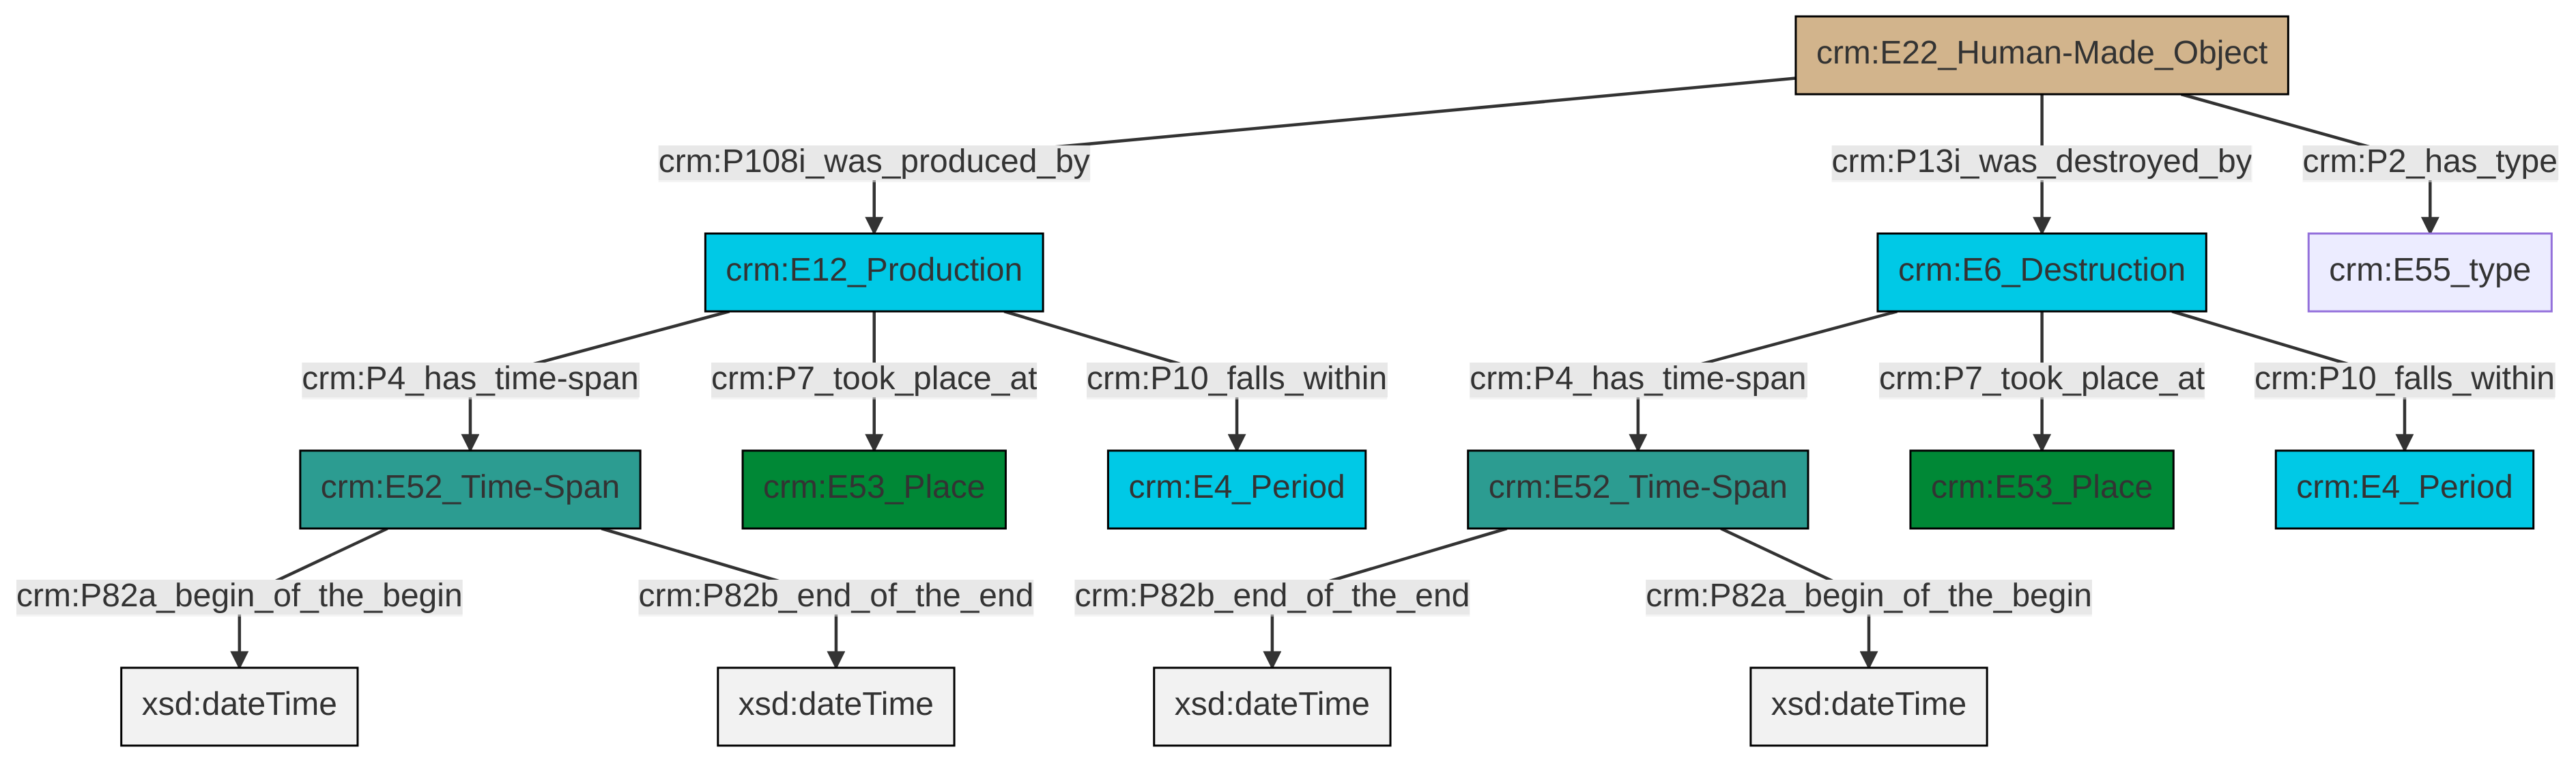 crm:E22_Human-Made_Object
crm:P108i_was_produced_by
crm:P13i_was_destroyed_by
crm:P2_has_type
crm:E12_Production
crm:E6_Destruction
crm:E55_type
crm:P4_has_time-span
crm:P7_took_place_at
crm:P10_falls_within
crm:P4_has_time-span
crm:P7_took_place_at
crm:P10_falls_within
crm:E52_Time-Span
crm:E53_Place
crm:E4_Period
crm:E52_Time-Span
crm:E53_Place
crm:E4_Period
crm:P82a_begin_of_the_begin
crm:P82b_end_of_the_end
crm:P82b_end_of_the_end
crm:P82a_begin_of_the_begin
xsd:dateTime
xsd:dateTime
xsd:dateTime
xsd:dateTime